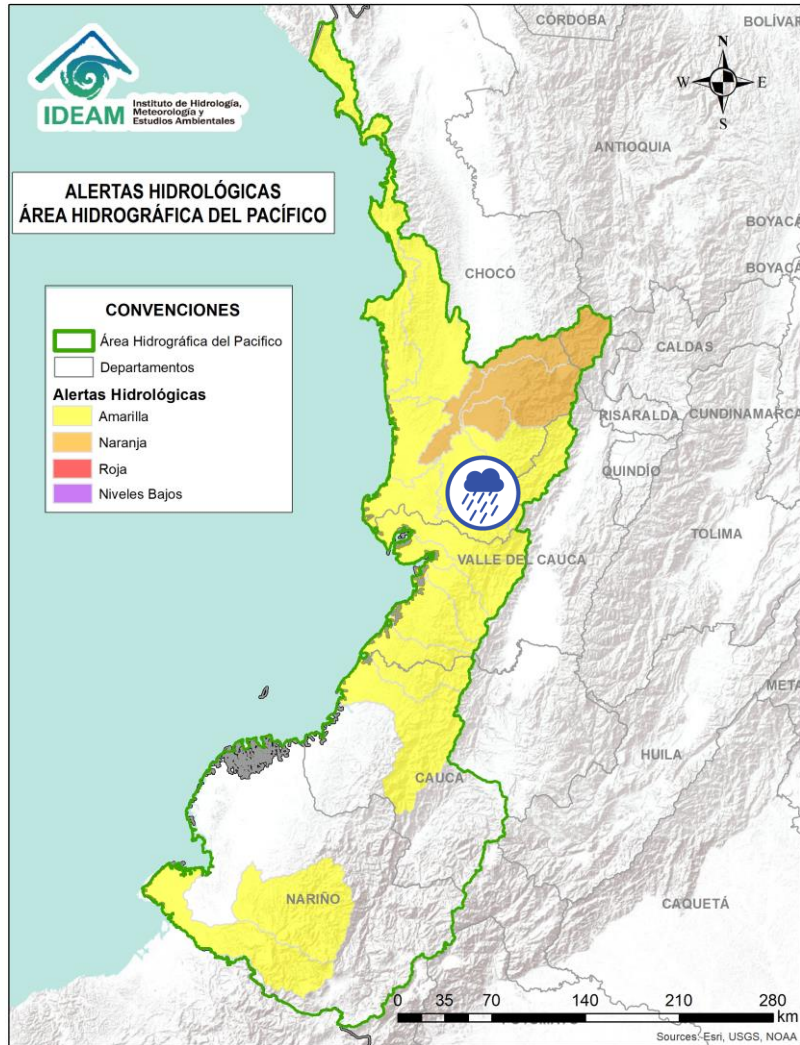 CÓRDOBA
BOLÍVAR
IDEAM
Instituto de Hidrología,
Meteorología y
Estudios Ambientales
N
W E
S
ANTIOQUIA
ALERTAS HIDROLÓGICAS
ÁREA HIDROGRÁFICA DEL PACÍFICO
BOYACÁ
BOYACÁ
CHOCÓ
CONVENCIONES
Área Hidrográfica del Pacifico
Departamentos
Alertas Hidrológicas
Amarilla
Naranja
Roja
Niveles Bajos
CALDAS
RISARALDA
CUNDINAMARCA
QUINDÍO
TOLIMA
VALLE DEL CAUCA
META
HUILA
CAUCA
NARIÑO
CAQUETÁ
0 35 70 140 210 280
km
Sources: Esri, USGS, NOAA